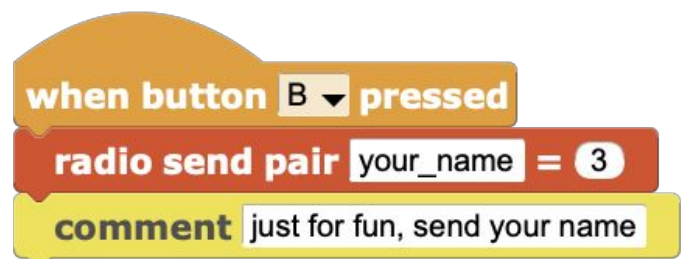 when button B pressed
radio send pair your_name = 3
comment just for fun, send your name